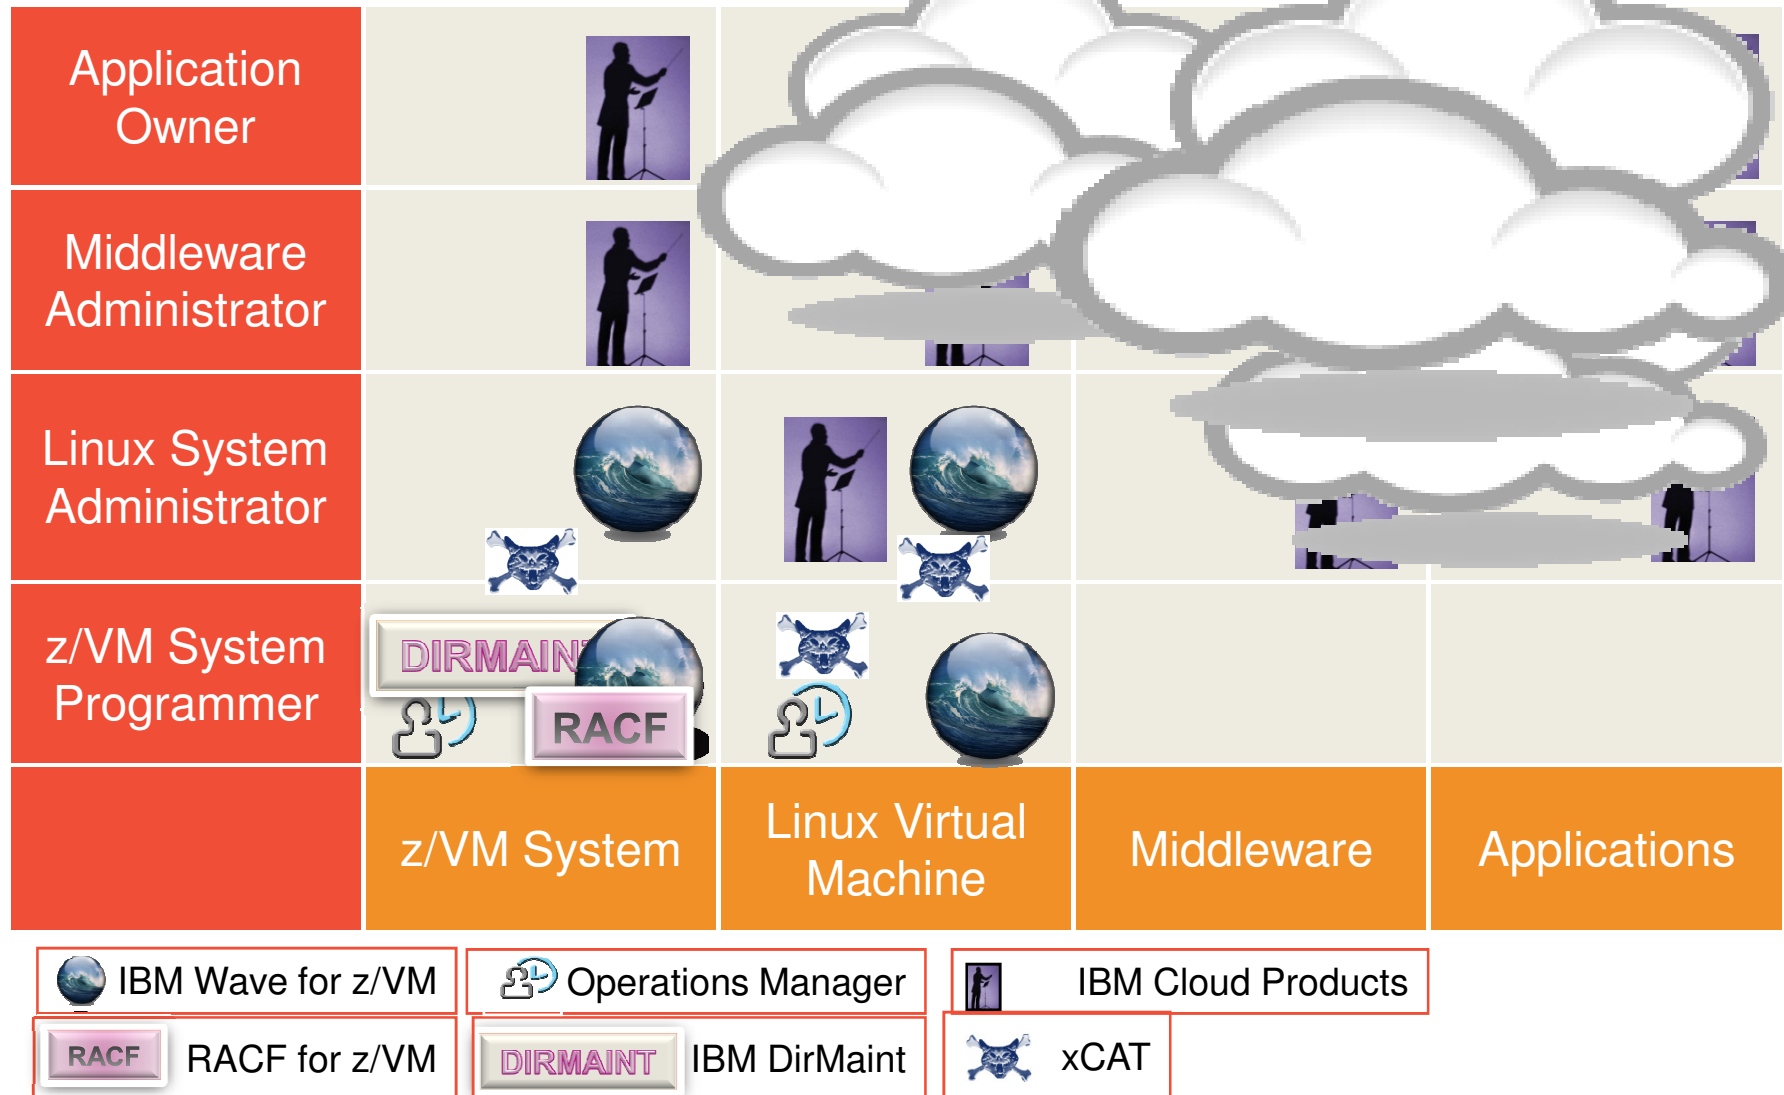 Application
Owner
Middleware
Administrator
Linux System
Administrator
z/VM System
Programmer
DIRMAINT
RACF
z/VM System
Linux Virtual
Machine
Middleware
Applications
IBM Wave for z/VM
Operations Manager
IBM Cloud Products
RACF
RACF for z/VM
DIRMAINT
IBM DirMaint
xCAT